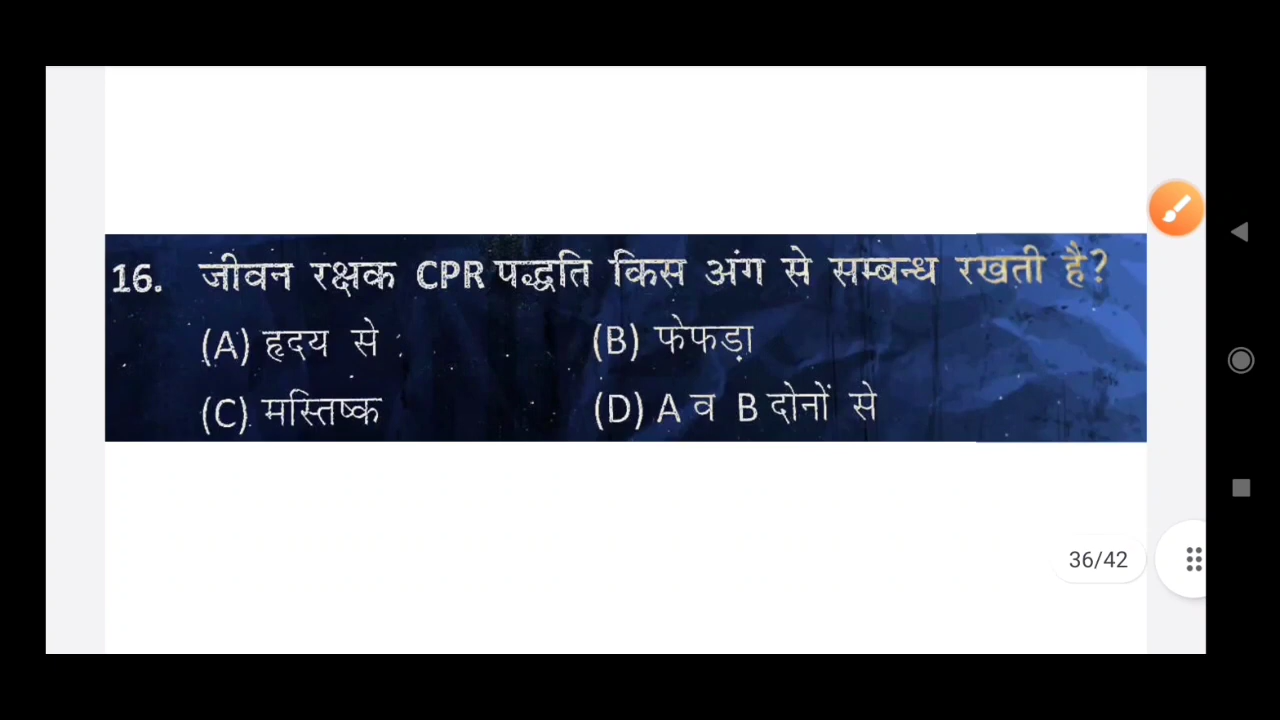 16. जीवन रक्षक CPR पद्धति किस अंग से सम्बन्ध रखती है?
(A) हृदय से (B) फेफड़ा
(C) मस्तिष्क (D) A व B दोनों से
36/42